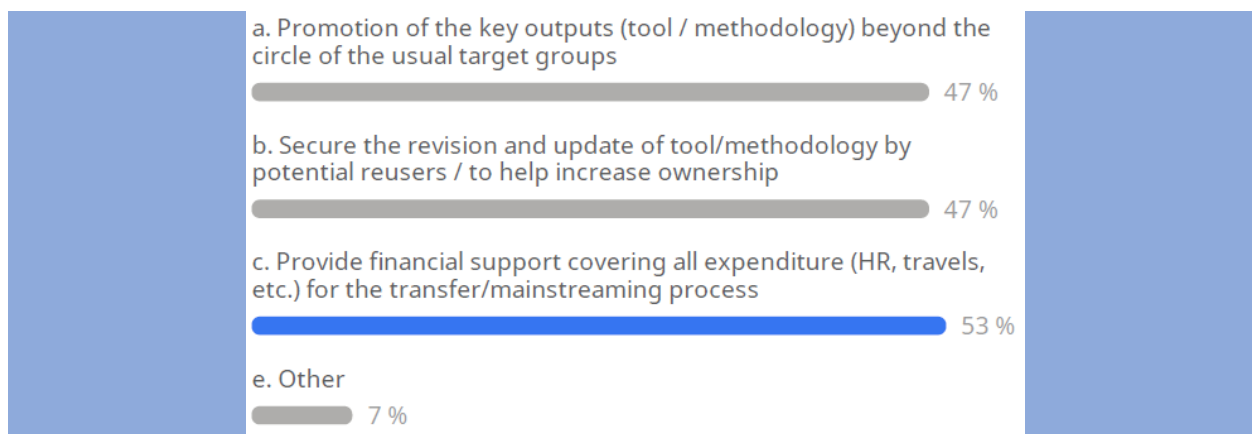 a. Promotion of the key outputs (tool / methodology) beyond the
circle of the usual target groups
47 %
b. Secure the revision and update of tool/methodology by
potential reusers / to help increase ownership
47 %
c. Provide financial support covering all expenditure (HR, travels,
etc.) for the transfer/mainstreaming process
53 %
e. Other
7 %